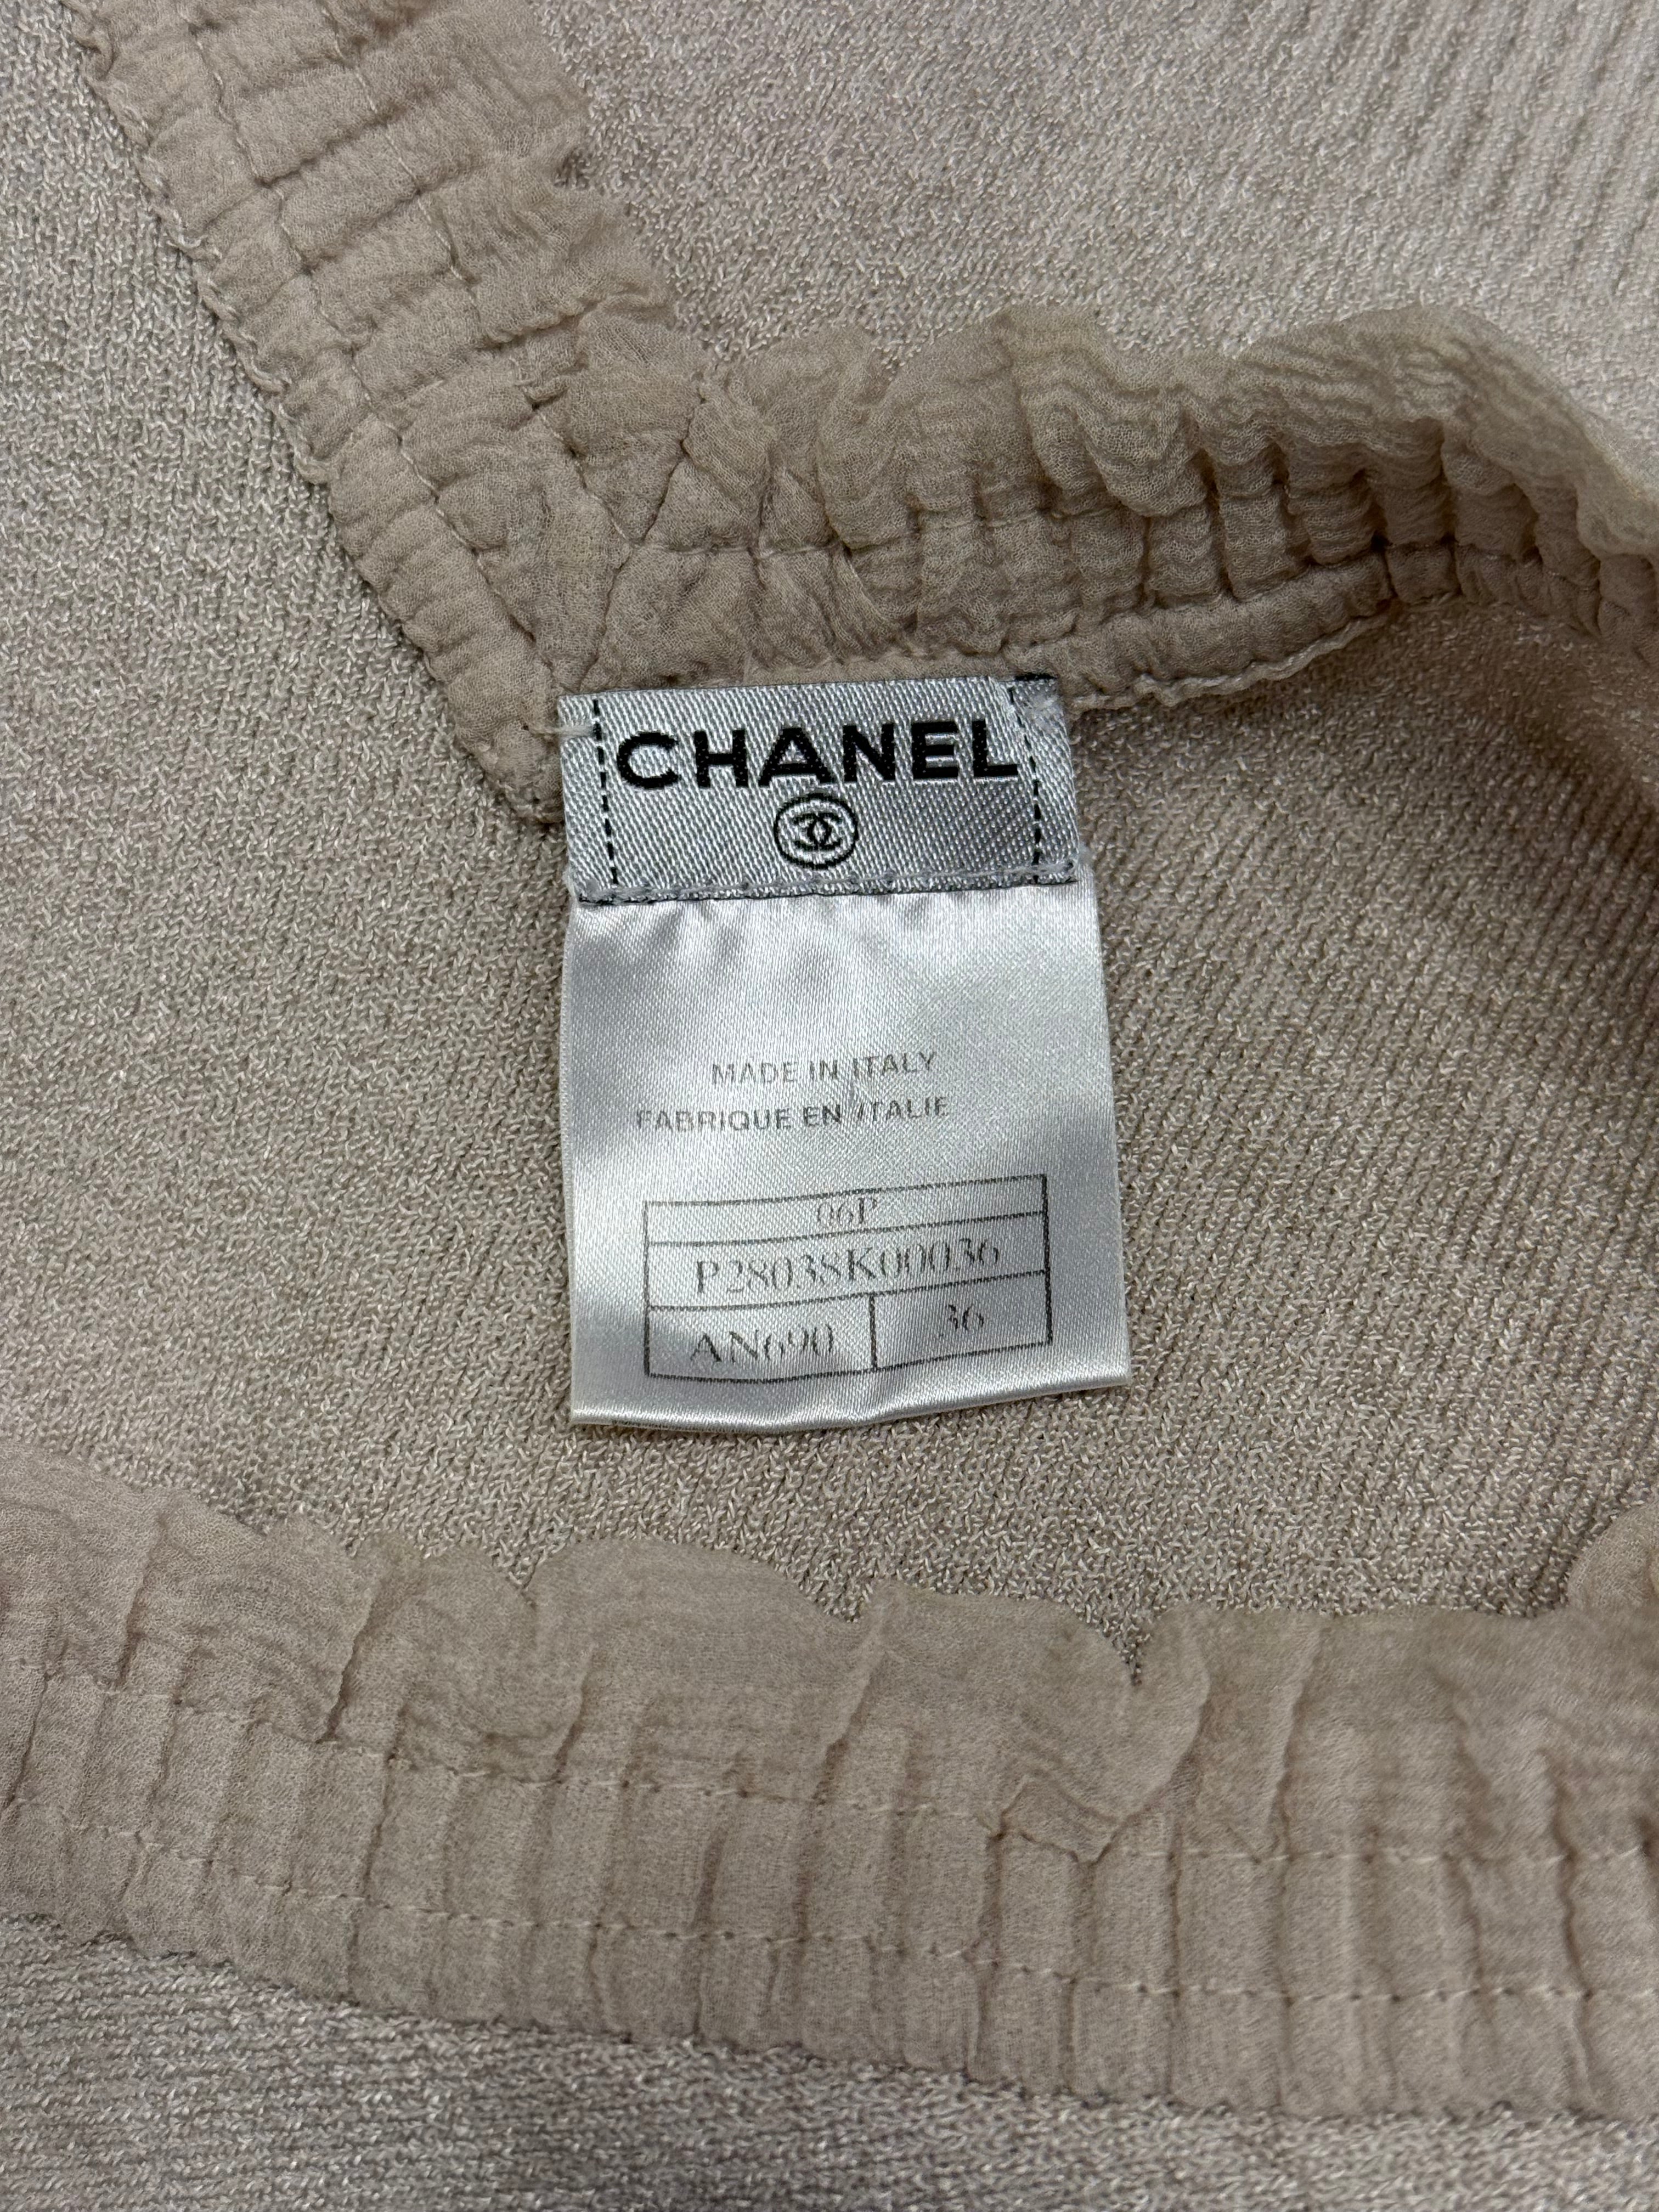 CHANEL
MADE IN ITALY
FABRIQUE EN ITALIE
06P
P28038K00036
AN690 36